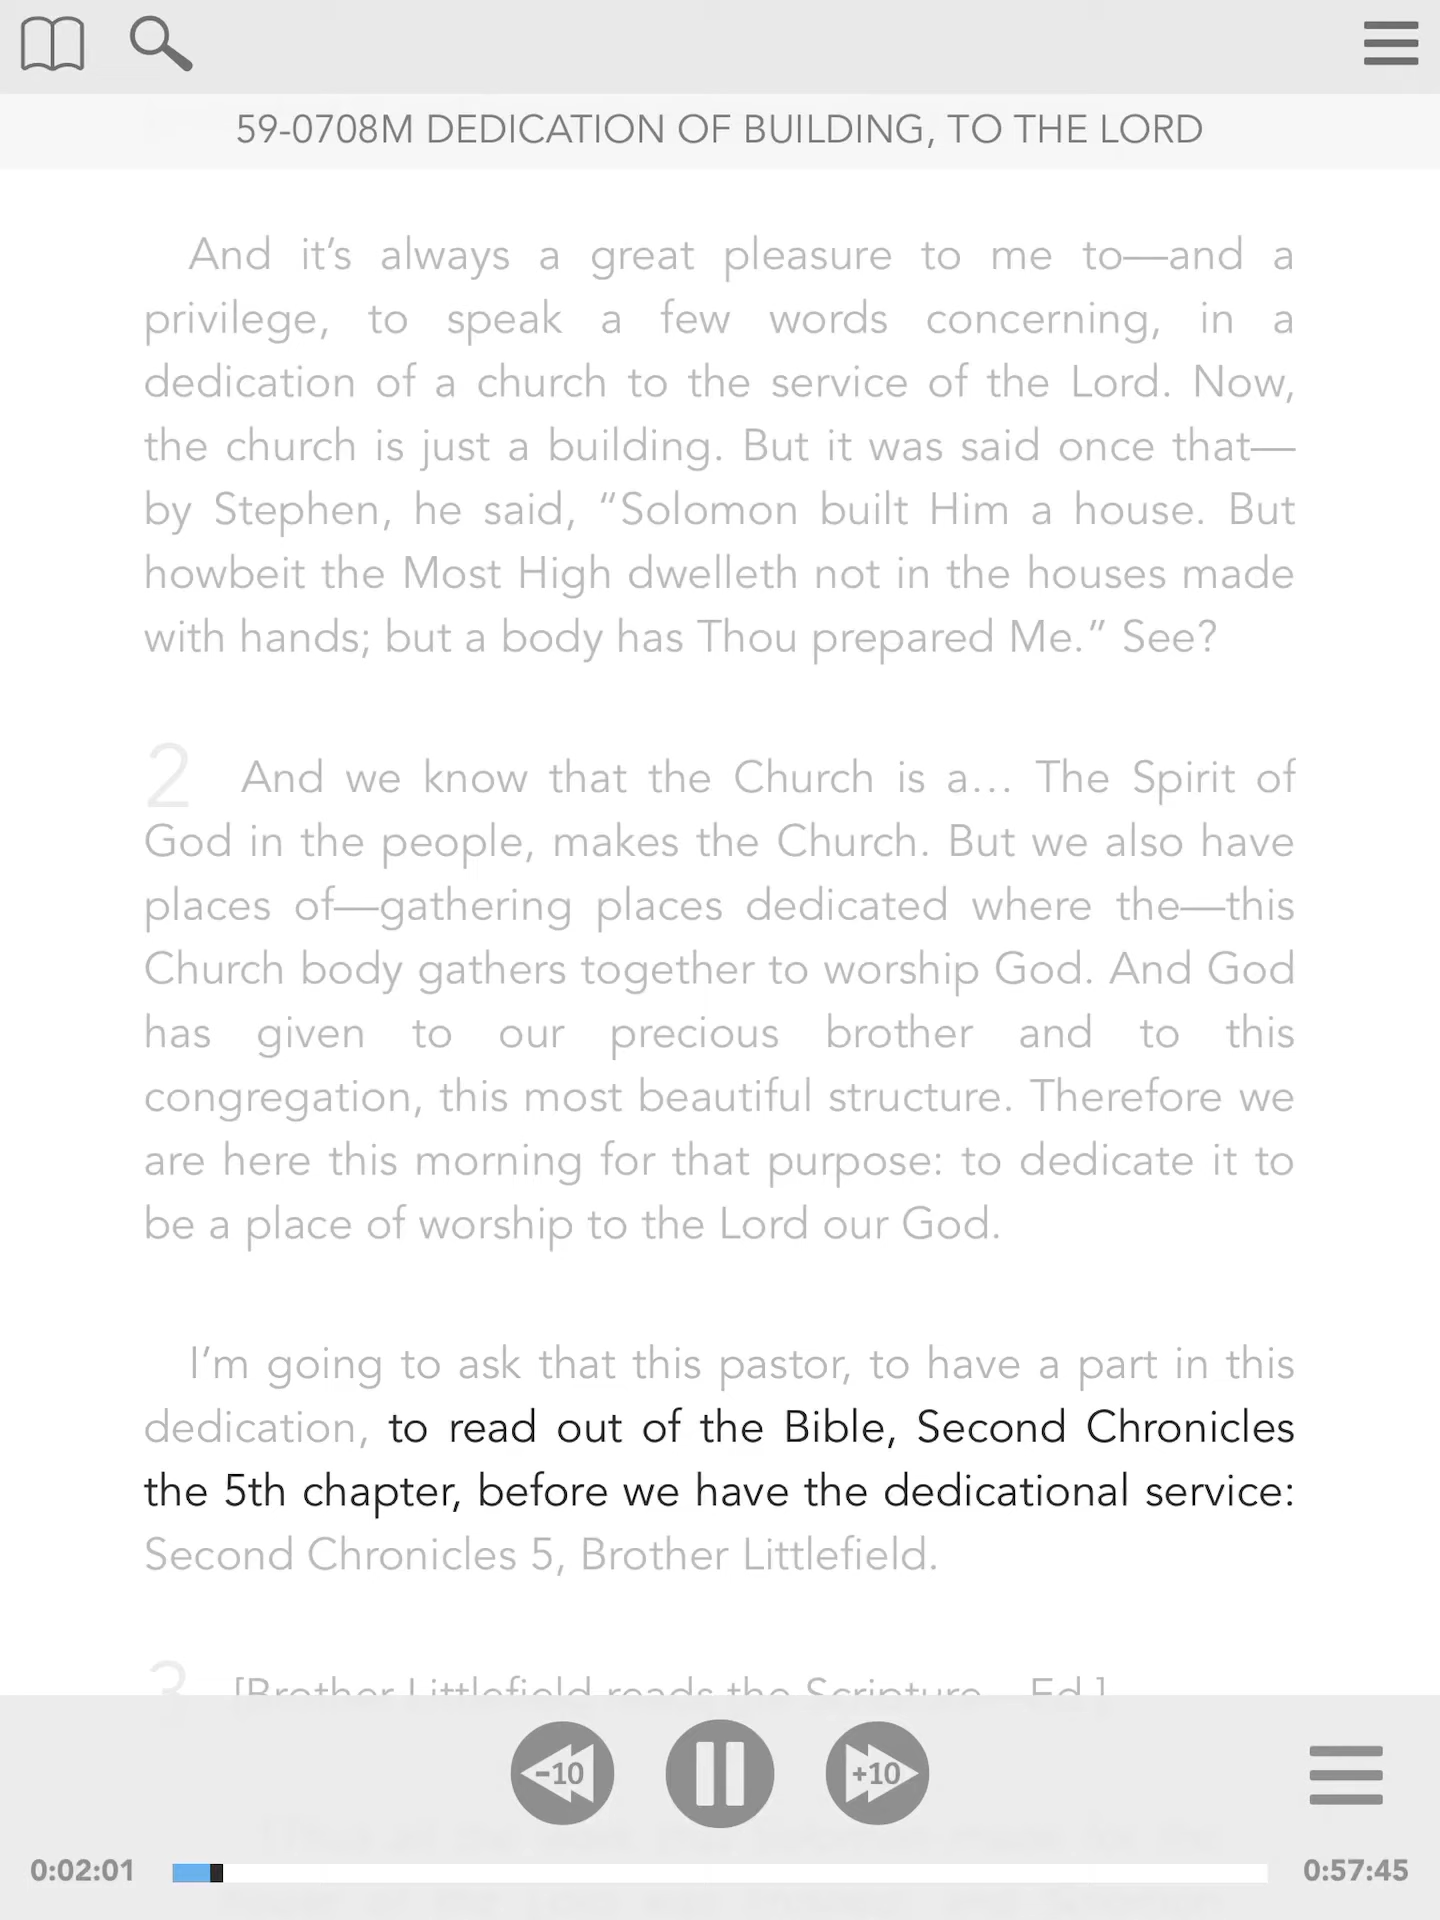 59-0708M DEDICATION OF BUILDING, TO THE LORD
And it’s always a great pleasure to me to—and a
privilege, to speak a few words concerning, in a
dedication of a church to the service of the Lord. Now,
the church is just a building. But it was said once that—
by Stephen, he said, “Solomon built Him a house. But
howbeit the Most High dwelleth not in the houses made
with hands; but a body has Thou prepared Me.” See?
2 And we know that the Church is a… The Spirit of
God in the people, makes the Church. But we also have
places of—gathering places dedicated where the—this
Church body gathers together to worship God. And God
has given to our precious brother and to this
congregation, this most beautiful structure. Therefore we
are here this morning for that purpose: to dedicate it to
be a place of worship to the Lord our God.
I’m going to ask that this pastor, to have a part in this
dedication, to read out of the Bible, Second Chronicles
the 5th chapter, before we have the dedicational service:
Second Chronicles 5, Brother Littlefield.
3 [Brother Littlefield reads the Scripture—Ed.]
-10 +10
0:02:01 0:57:45